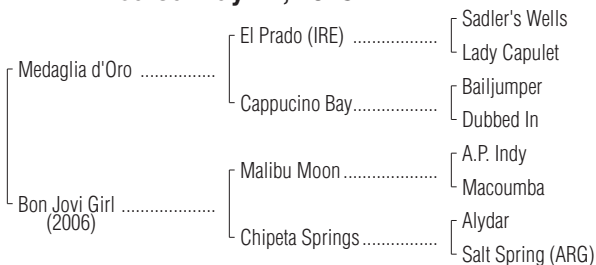 Sadler's Wells
El Prado (IRE) ..................
Lady Capulet
Medaglia d'Oro ................
Bailjumper
Cappucino Bay..................
Dubbed In
A.P. Indy
Malibu Moon.....................
Macoumba
Bon Jovi Girl ....................
(2006)
Alydar
Chipeta Springs................
Salt Spring (ARG)